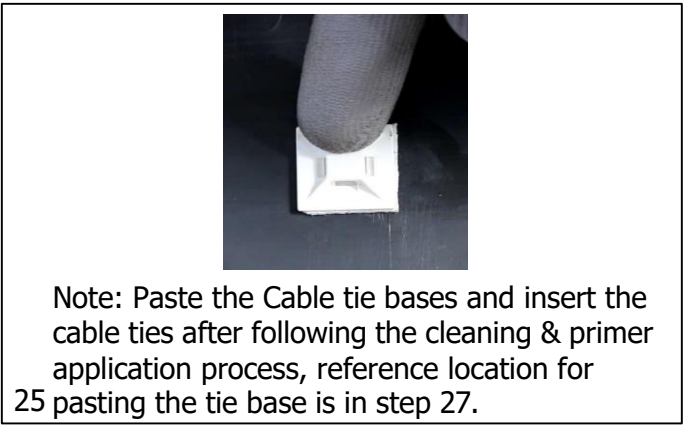 Note: Paste the Cable tie bases and insert the
cable ties after following the cleaning & primer
application process, reference location for
25 pasting the tie base is in step 27.